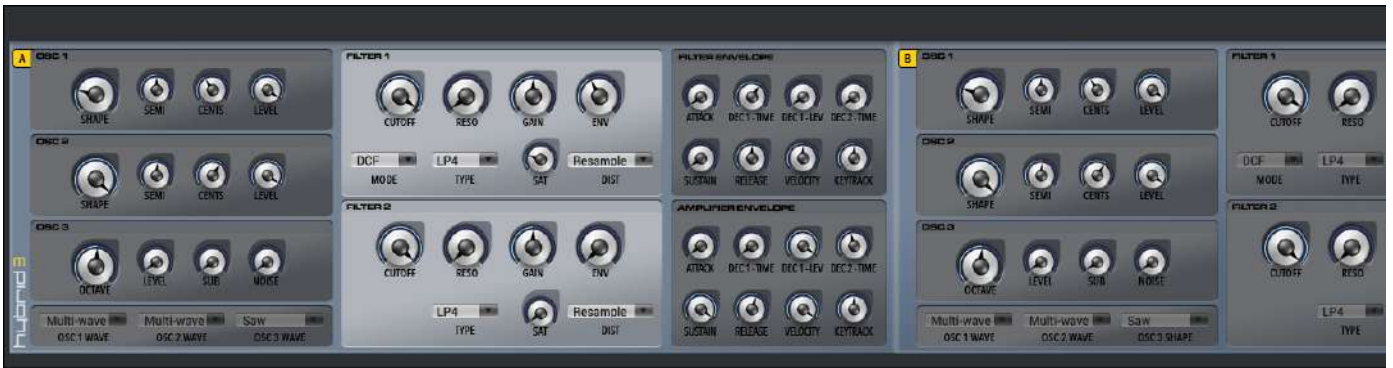 A
OSC 1
SHAPE SEMI CENTS LEVEL
OSC 2
SHAPE SEMI CENTS LEVEL
OSC 3
OCTAVE LEVEL SUB NOISE
Multi-wave Multi-wave Saw
OSC 1 WAVE OSC 2 WAVE OSC 3 WAVE
hybrid m
FILTER 1
CUTOFF RESO GAIN ENV
DCF LP4 Resample
MODE TYPE SAT DIST
FILTER 2
CUTOFF RESO GAIN ENV
LP4 Resample
TYPE SAT DIST
FILTER ENVELOPE
ATTACK DEC 1 - TIME DEC 1 - LEV DEC 2 - TIME
SUSTAIN RELEASE VELOCITY KEYTRACK
AMPLIFIER ENVELOPE
ATTACK DEC 1 - TIME DEC 1 - LEV DEC 2 - TIME
SUSTAIN RELEASE VELOCITY KEYTRACK
B
OSC 1
SHAPE SEMI CENTS LEVEL
OSC 2
SHAPE SEMI CENTS LEVEL
OSC 3
OCTAVE LEVEL SUB NOISE
Multi-wave Multi-wave Saw
OSC 1 WAVE OSC 2 WAVE OSC 3 SHAPE
FILTER 1
CUTOFF RESO
DCF LP4
MODE TYPE
FILTER 2
CUTOFF RESO
LP4
TYPE